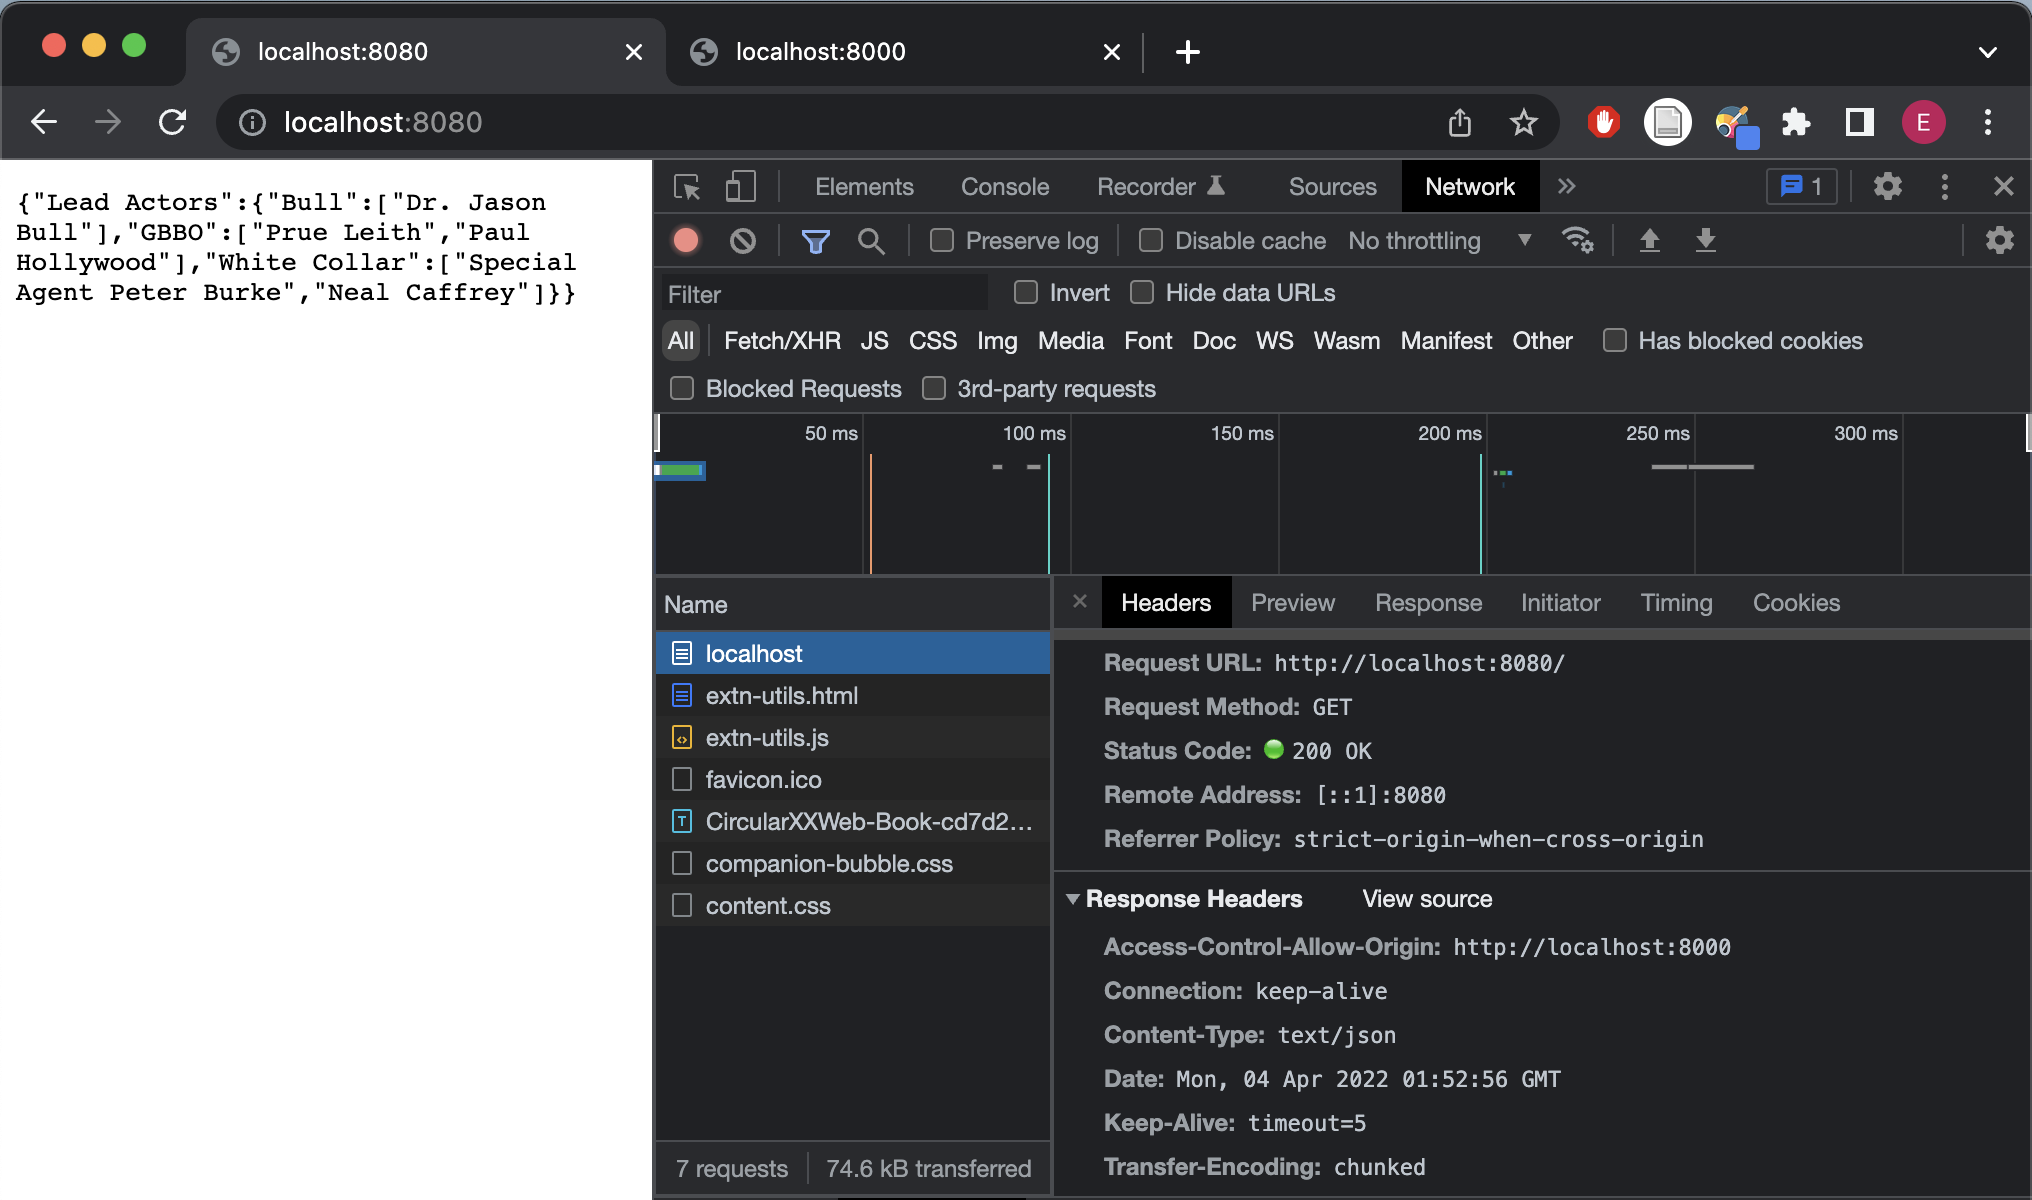 localhost:8080
localhost:8000
localhost:8080
E
{"Lead Actors":{"Bull":["Dr. Jason
Bull"],"GBBO":["Prue Leith","Paul
Hollywood"],"White Collar":["Special
Agent Peter Burke","Neal Caffrey"]}}
Elements Console Recorder Sources Network 1
Preserve log Disable cache No throttling
Filter Invert Hide data URLs
All Fetch/XHR JS CSS Img Media Font Doc WS Wasm Manifest Other Has blocked cookies
Blocked Requests 3rd-party requests
50 ms 100 ms 150 ms 200 ms 250 ms 300 ms
Name
localhost
extn-utils.html
extn-utils.js
favicon.ico
CircularXXWeb-Book-cd7d2...
companion-bubble.css
content.css
7 requests 74.6 kB transferred
Headers Preview Response Initiator Timing Cookies
Request URL: http://localhost:8080/
Request Method: GET
Status Code: 200 OK
Remote Address: [::1]:8080
Referrer Policy: strict-origin-when-cross-origin
Response Headers View source
Access-Control-Allow-Origin: http://localhost:8000
Connection: keep-alive
Content-Type: text/json
Date: Mon, 04 Apr 2022 01:52:56 GMT
Keep-Alive: timeout=5
Transfer-Encoding: chunked